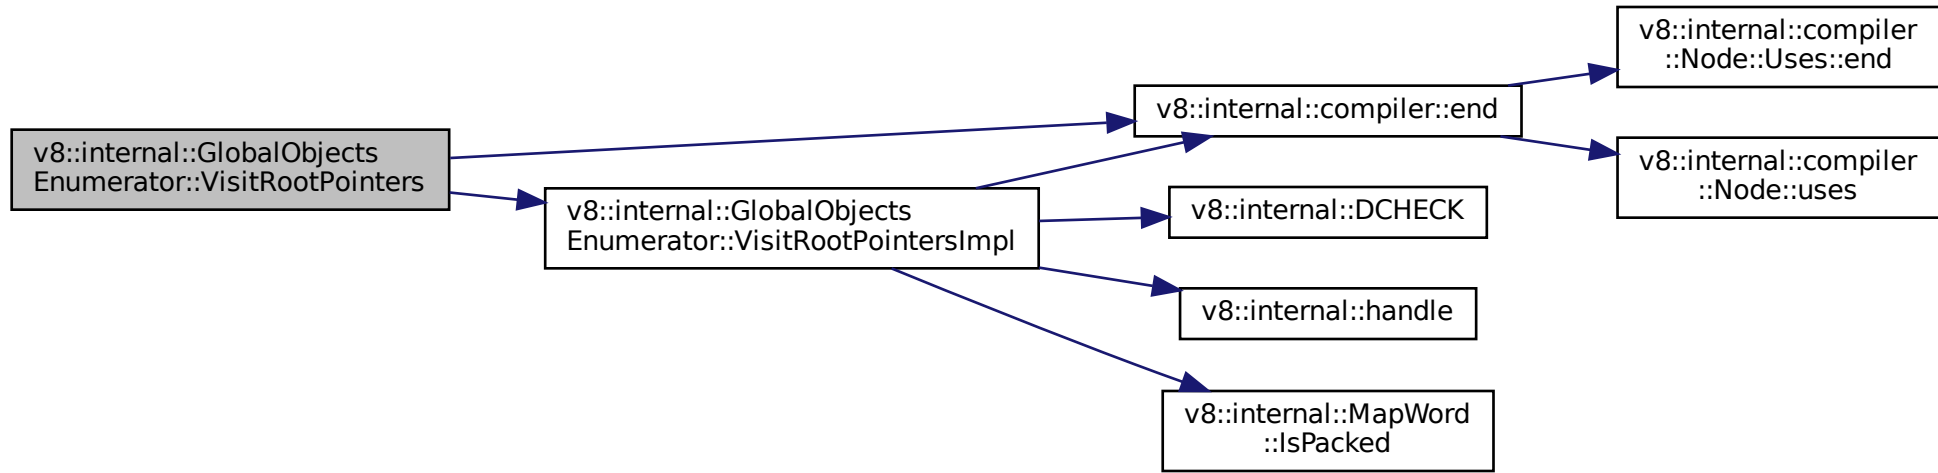 v8::internal::GlobalObjects
Enumerator::VisitRootPointers
v8::internal::GlobalObjects
Enumerator::VisitRootPointersImpl
v8::internal::compiler::end
v8::internal::DCHECK
v8::internal::handle
v8::internal::MapWord
::IsPacked
v8::internal::compiler
::Node::Uses::end
v8::internal::compiler
::Node::uses